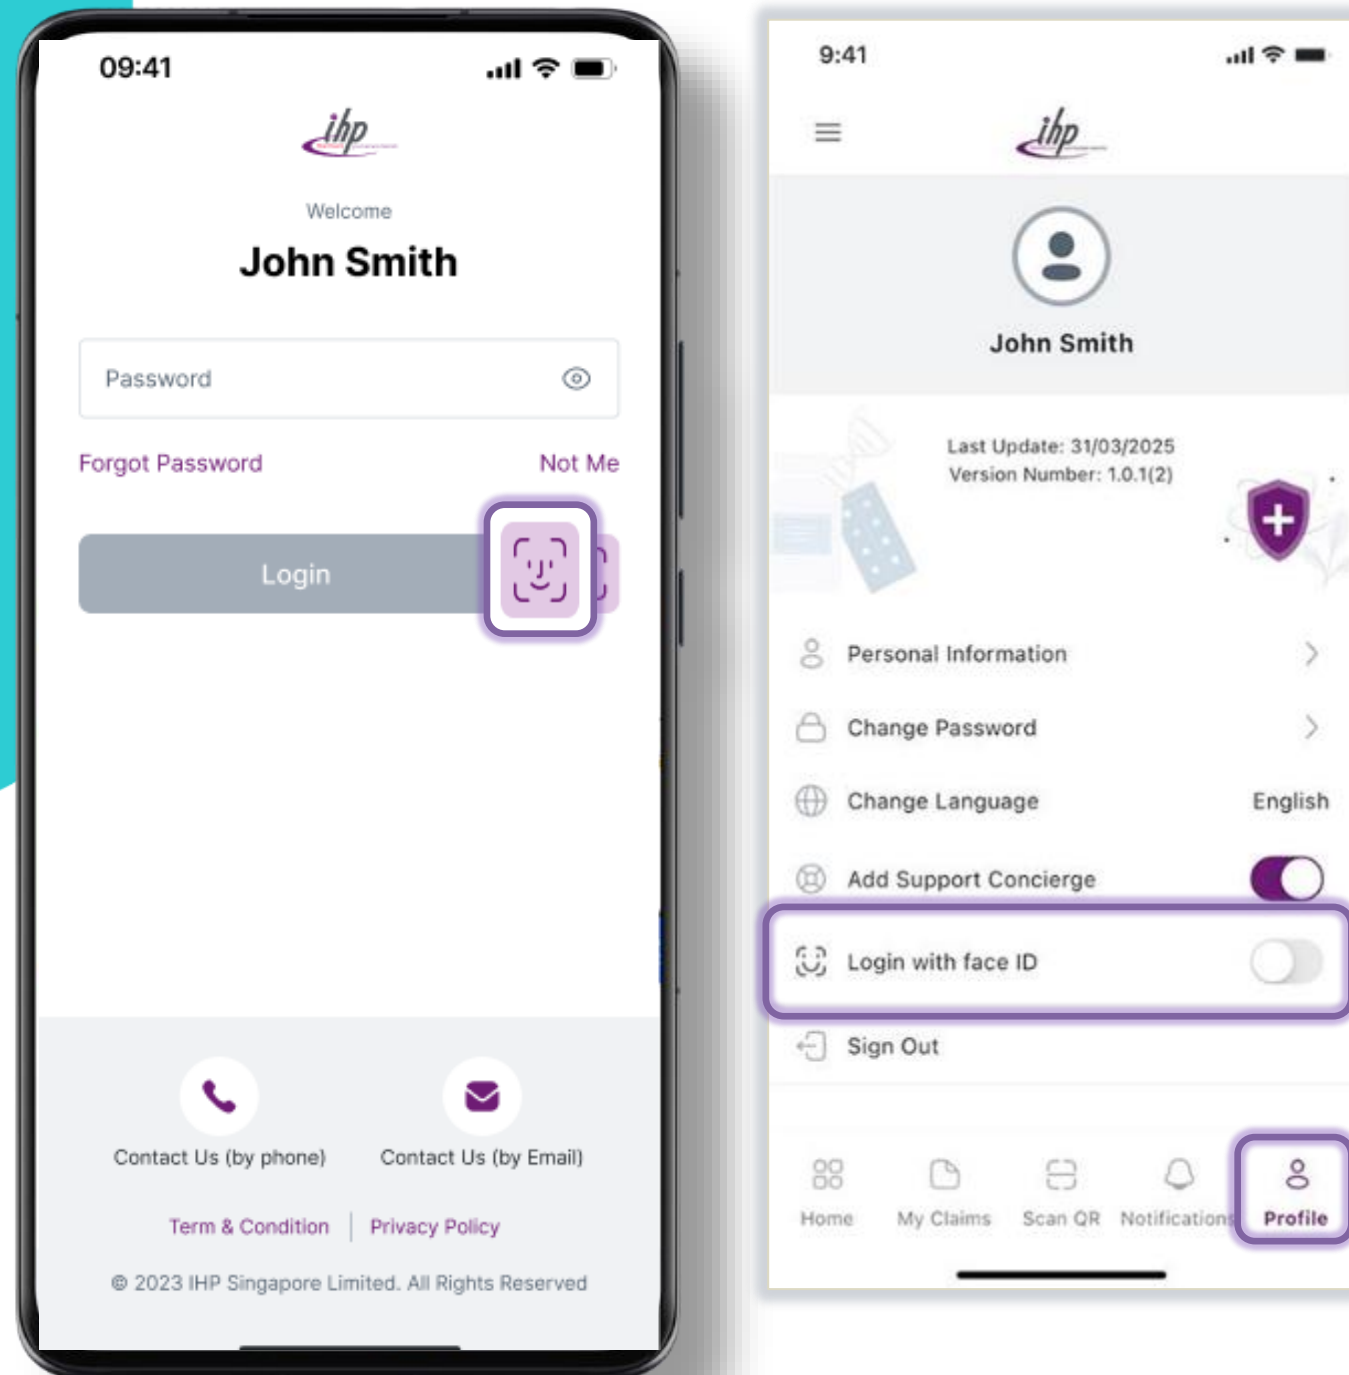 09:41
ihp
Welcome
John Smith
Password
Forgot Password
Not Me
Login
Contact Us (by phone)
Contact Us (by Email)
Term & Condition
Privacy Policy
© 2023 IHP Singapore Limited. All Rights Reserved
9:41
ihp
John Smith
Last Update: 31/03/2025
Version Number: 1.0.1(2)
Personal Information
Change Password
Change Language
English
Add Support Concierge
Login with face ID
Sign Out
Home
My Claims
Scan QR
Notifications
Profile